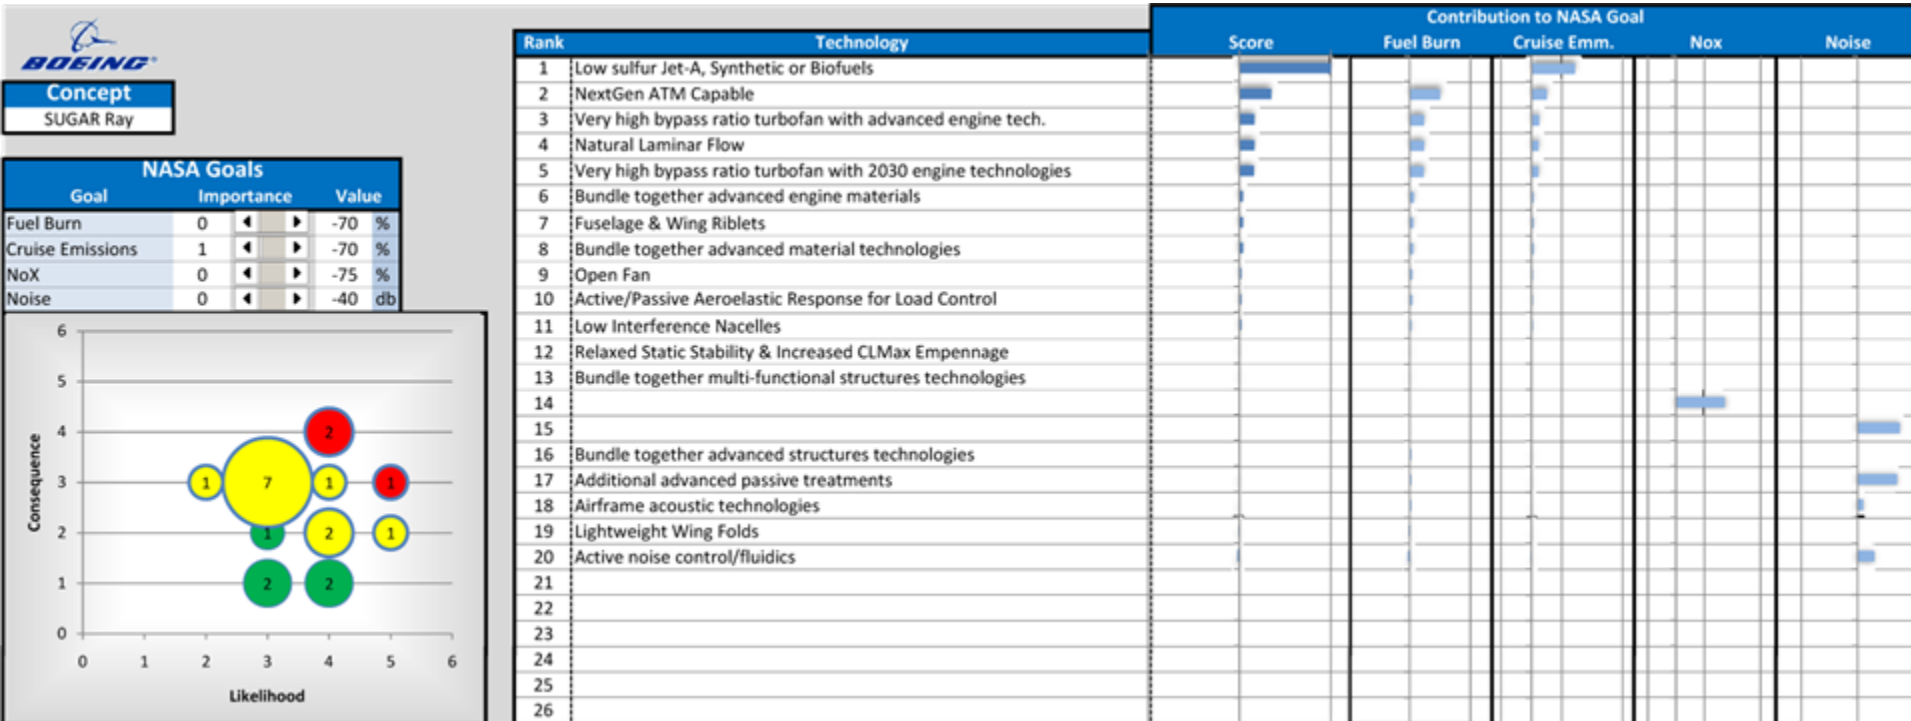 BOEING
Concept
SUGAR Ray
NASA Goals
Goal Importance Value
Fuel Burn 0 -70 %
Cruise Emissions 1 -70 %
NoX 0 -75 %
Noise 0 -40 db
6
5
4
3
2
1
0
Consequence
2
1 7 1 1
1 2 1
2 2
0 1 2 3 4 5 6
Likelihood
Contribution to NASA Goal
Rank Technology Score Fuel Burn Cruise Emm. Nox Noise
1 Low sulfur Jet-A, Synthetic or Biofuels
2 NextGen ATM Capable
3 Very high bypass ratio turbofan with advanced engine tech.
4 Natural Laminar Flow
5 Very high bypass ratio turbofan with 2030 engine technologies
6 Bundle together advanced engine materials
7 Fuselage & Wing Riblets
8 Bundle together advanced material technologies
9 Open Fan
10 Active/Passive Aeroelastic Response for Load Control
11 Low Interference Nacelles
12 Relaxed Static Stability & Increased CLMax Empennage
13 Bundle together multi-functional structures technologies
14
15
16 Bundle together advanced structures technologies
17 Additional advanced passive treatments
18 Airframe acoustic technologies
19 Lightweight Wing Folds
20 Active noise control/fluidics
21
22
23
24
25
26